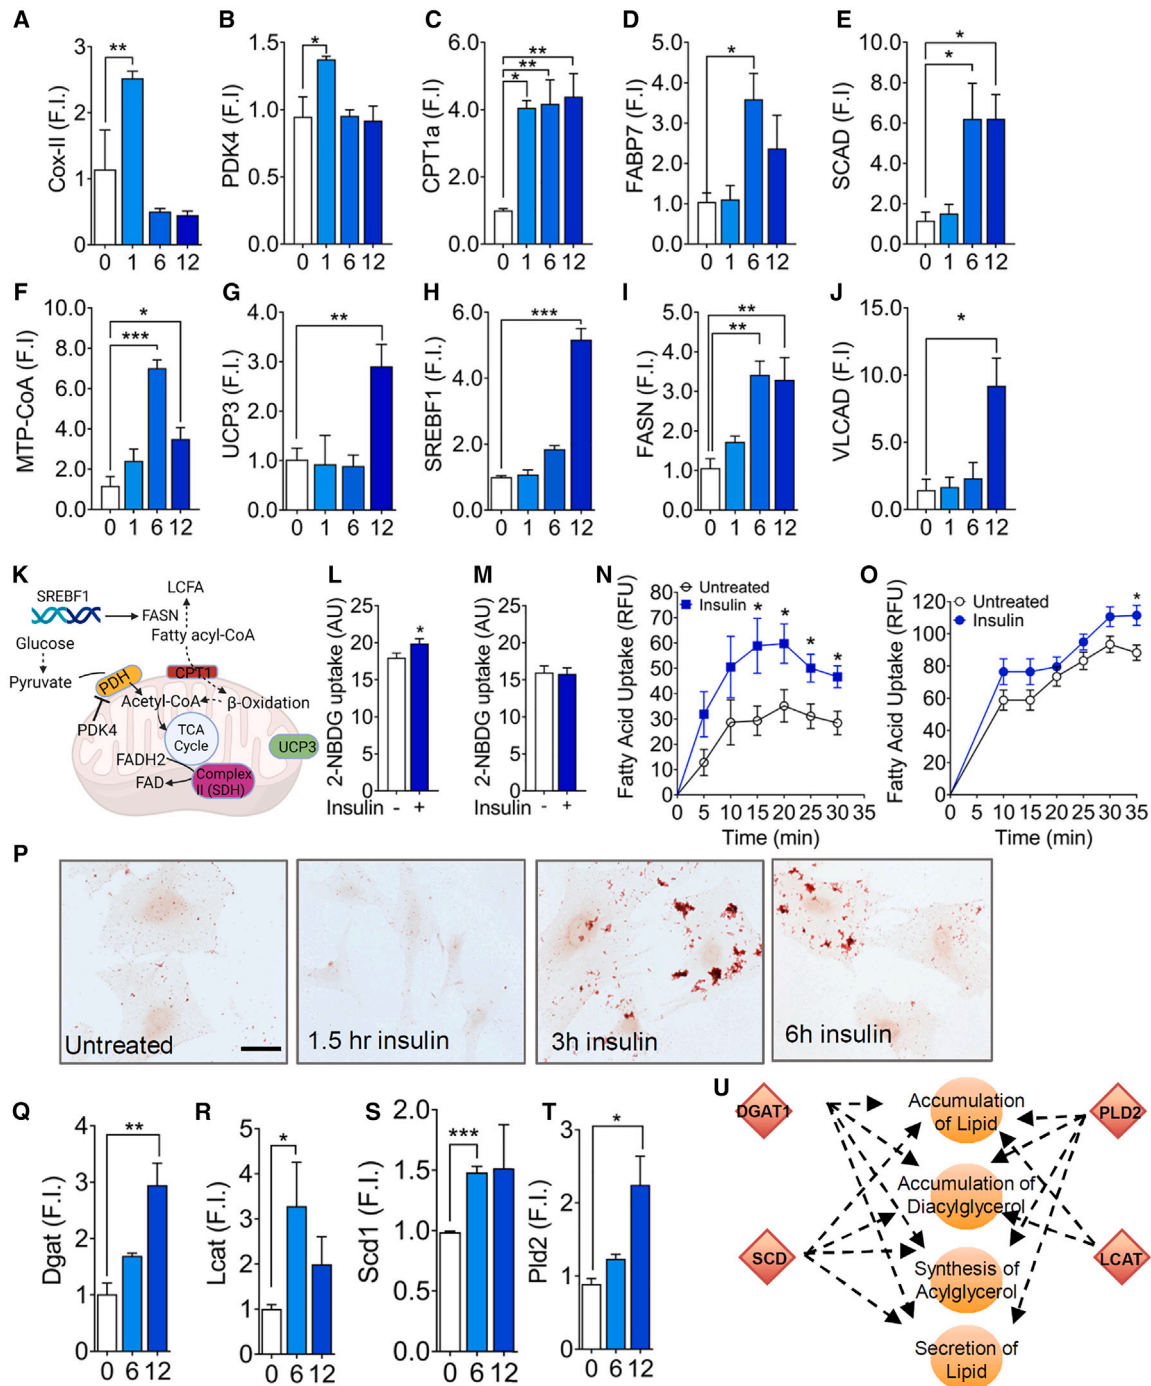 A
Cox-II (F.I.)
3
2
1
0
**
0 1 6 12
B
PDK4 (F.I.)
1.5
1.0
0.5
0.0
*
0 1 6 12
C
CPT1a (F.I)
6.0
4.0
2.0
0.0
**
**
*
0 1 6 12
D
FABP7 (F.I)
5.0
4.0
3.0
2.0
1.0
0.0
*
0 1 6 12
E
SCAD (F.I)
10.0
8.0
6.0
4.0
2.0
0.0
*
*
0 1 6 12
F
MTP-CoA (F.I)
10.0
8.0
6.0
4.0
2.0
0.0
*
***
0 1 6 12
G
UCP3 (F.I.)
4.0
3.0
2.0
1.0
0.0
**
0 1 6 12
H
SREBF1 (F.I.)
6.0
4.0
2.0
0.0
***
0 1 6 12
I
FASN (F.I.)
5.0
4.0
3.0
2.0
1.0
0.0
**
**
0 1 6 12
J
VLCAD (F.I)
15.0
10.0
5.0
0.0
*
0 1 6 12
K
SREBF1
LCFA
FASN
Fatty acyl-CoA
Glucose
Pyruvate
PDH
CPT1
Acetyl-CoA
β-Oxidation
PDK4
TCA
Cycle
UCP3
FADH2
FAD
Complex
II (SDH)
L
2-NBDG uptake (AU)
25
20
15
10
5
0
*
Insulin - +
M
2-NBDG uptake (AU)
25
20
15
10
5
0
Insulin - +
N
Fatty Acid Uptake (RFU)
80
70
60
50
40
30
20
10
0
Untreated
Insulin
* * * *
0 5 10 15 20 25 30 35
Time (min)
O
Fatty Acid Uptake (RFU)
120
100
80
60
40
20
0
Untreated
Insulin
*
0 5 10 15 20 25 30 35
Time (min)
P
Untreated
1.5 hr insulin
3h insulin
6h insulin
Q
Dgat (F.I.)
4
3
2
1
0
**
0 6 12
R
Lcat (F.I.)
5
4
3
2
1
0
*
0 6 12
S
Scd1 (F.I.)
2.0
1.5
1.0
0.5
0.0
***
0 6 12
T
Pld2 (F.I.)
3
2
1
0
*
0 6 12
U
DGAT1
PLD2
SCD
LCAT
Accumulation
of Lipid
Accumulation of
Diacylglycerol
Synthesis of
Acylglycerol
Secretion of
Lipid